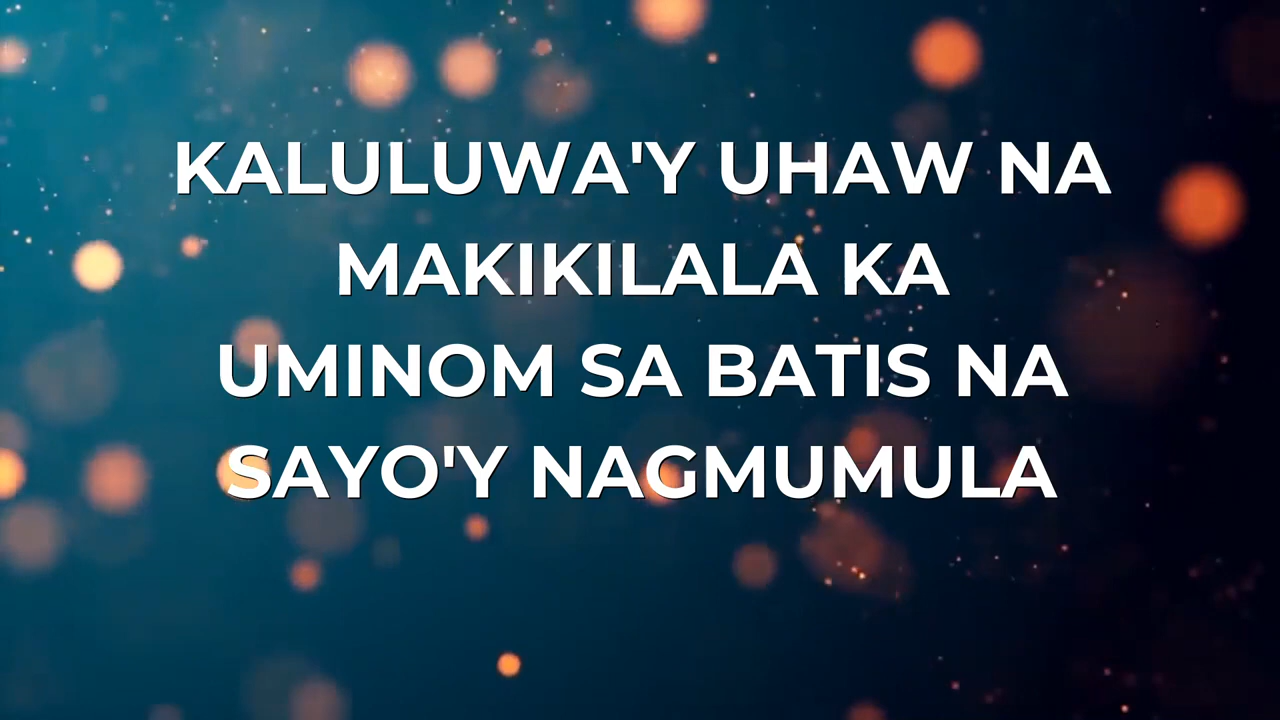 KALULUWA'Y UHAW NA
MAKIKILALA KA
UMINOM SA BATIS NA
SAYO'Y NAGMUMULA